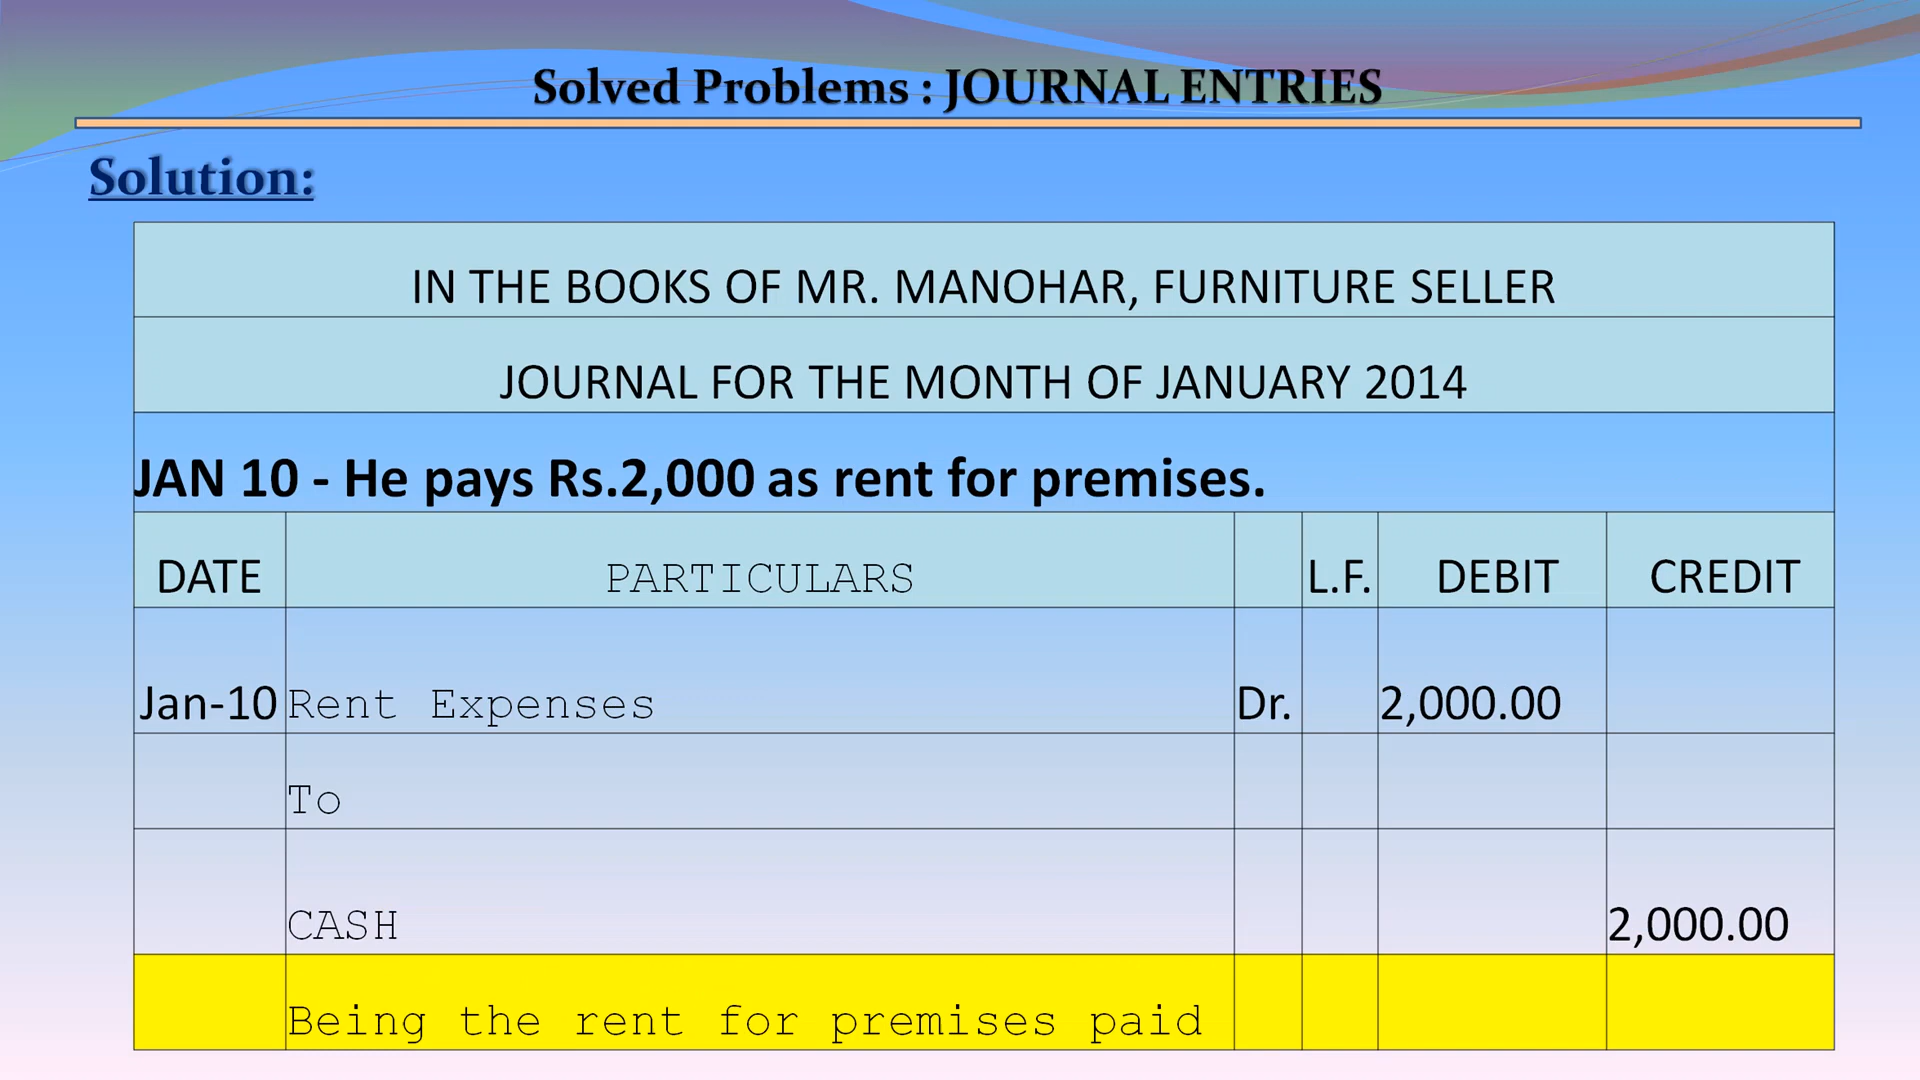 Solved Problems : JOURNAL ENTRIES
Solution:
IN THE BOOKS OF MR. MANOHAR, FURNITURE SELLER
JOURNAL FOR THE MONTH OF JANUARY 2014
JAN 10 - He pays Rs.2,000 as rent for premises.
DATE PARTICULARS L.F. DEBIT CREDIT
Jan-10 Rent Expenses Dr. 2,000.00
To
CASH 2,000.00
Being the rent for premises paid